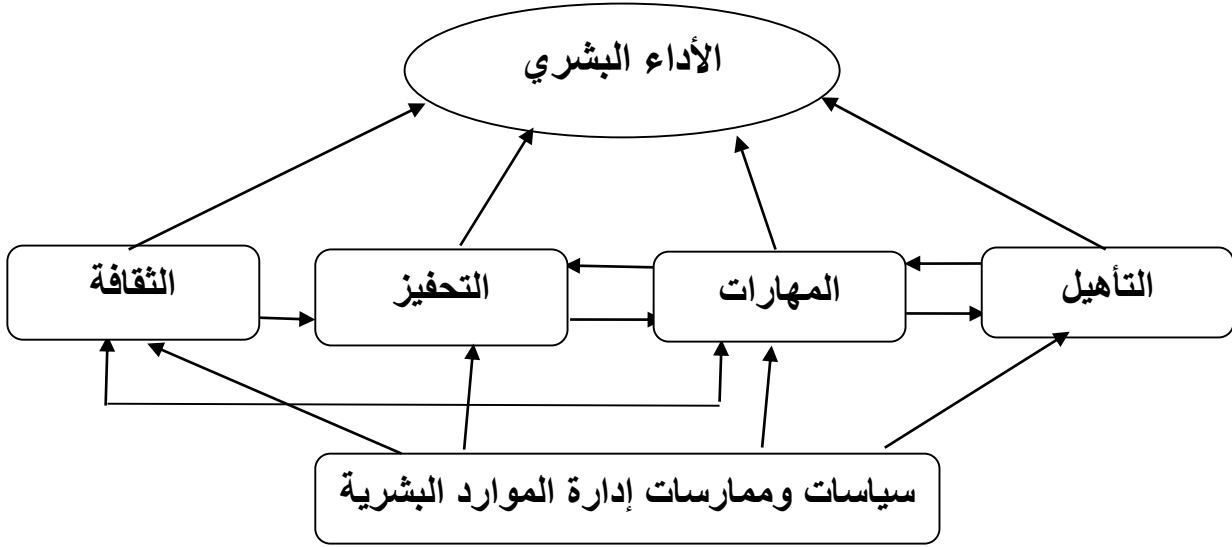 الأداء البشري
التأهيل
المهارات
التحفيز
الثقافة
سياسات وممارسات إدارة الموارد البشرية